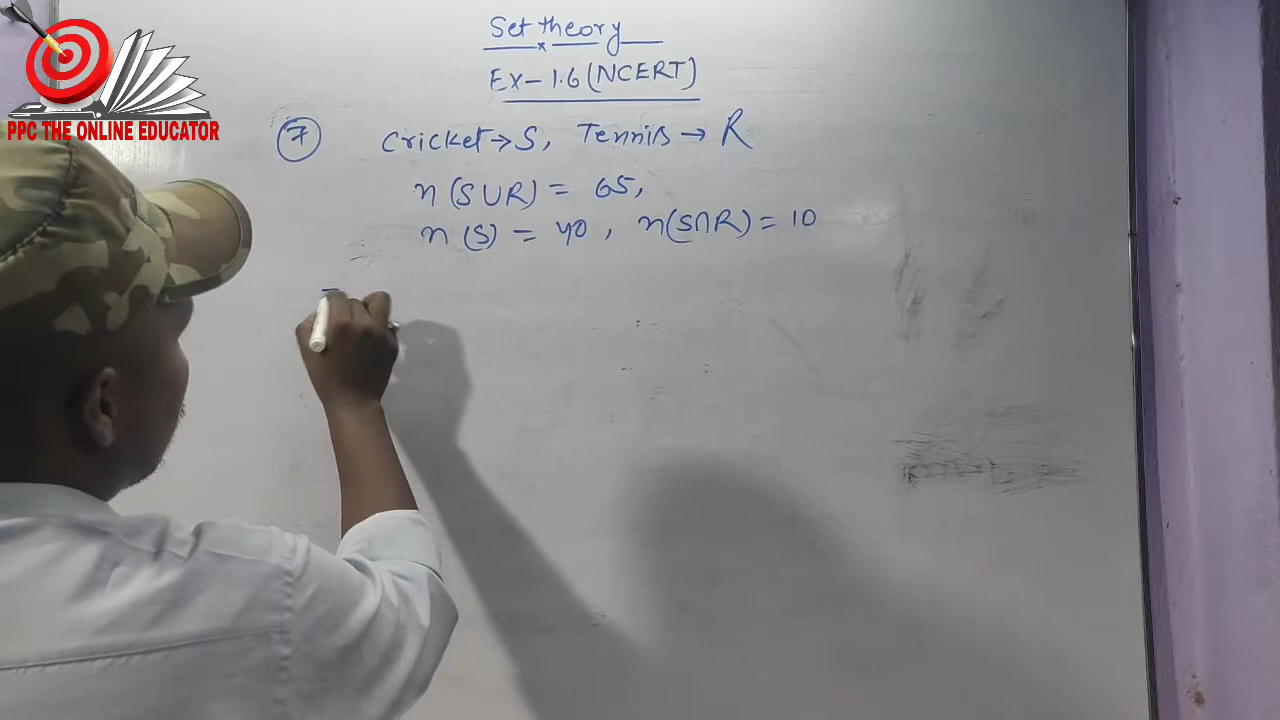 Set theory
Ex-1.6 (NCERT)
PPC THE ONLINE EDUCATOR
7 Cricket → S, Tennis → R
n (S ∪ R) = 65,
n (S) = 40, n(S∩R) = 10